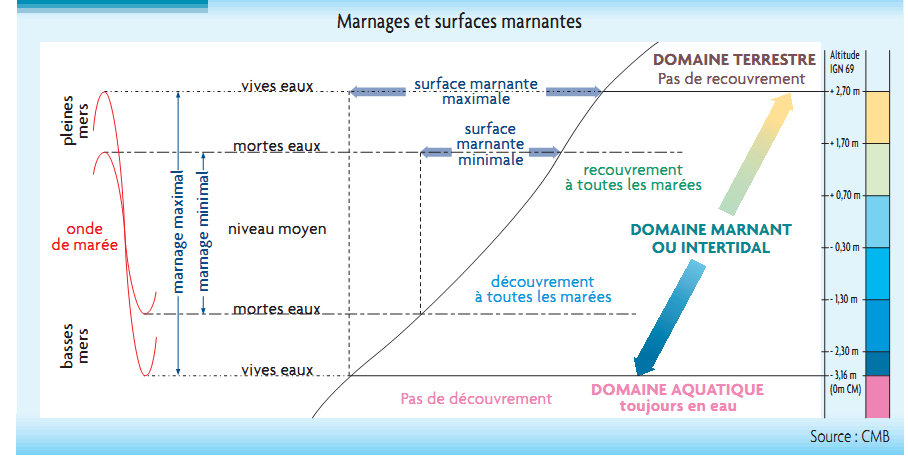 Marnages et surfaces marnantes
DOMAINE TERRESTRE
Pas de recouvrement
Altitude
IGN 69
pleines
mers
vives eaux
surface marnante
maximale
+ 2,70 m
mortes eaux
surface
marnante
minimale
+ 1,70 m
recouvrement
à toutes les marées
+ 0,70 m
onde
de marée
marnage maximal
marnage minimal
niveau moyen
DOMAINE MARNANT
OU INTERTIDAL
- 0,30 m
découvrement
à toutes les marées
- 1,30 m
mortes eaux
basses
mers
- 2,30 m
vives eaux
- 3,16 m
(0m CM)
Pas de découvrement
DOMAINE AQUATIQUE
toujours en eau
Source : CMB